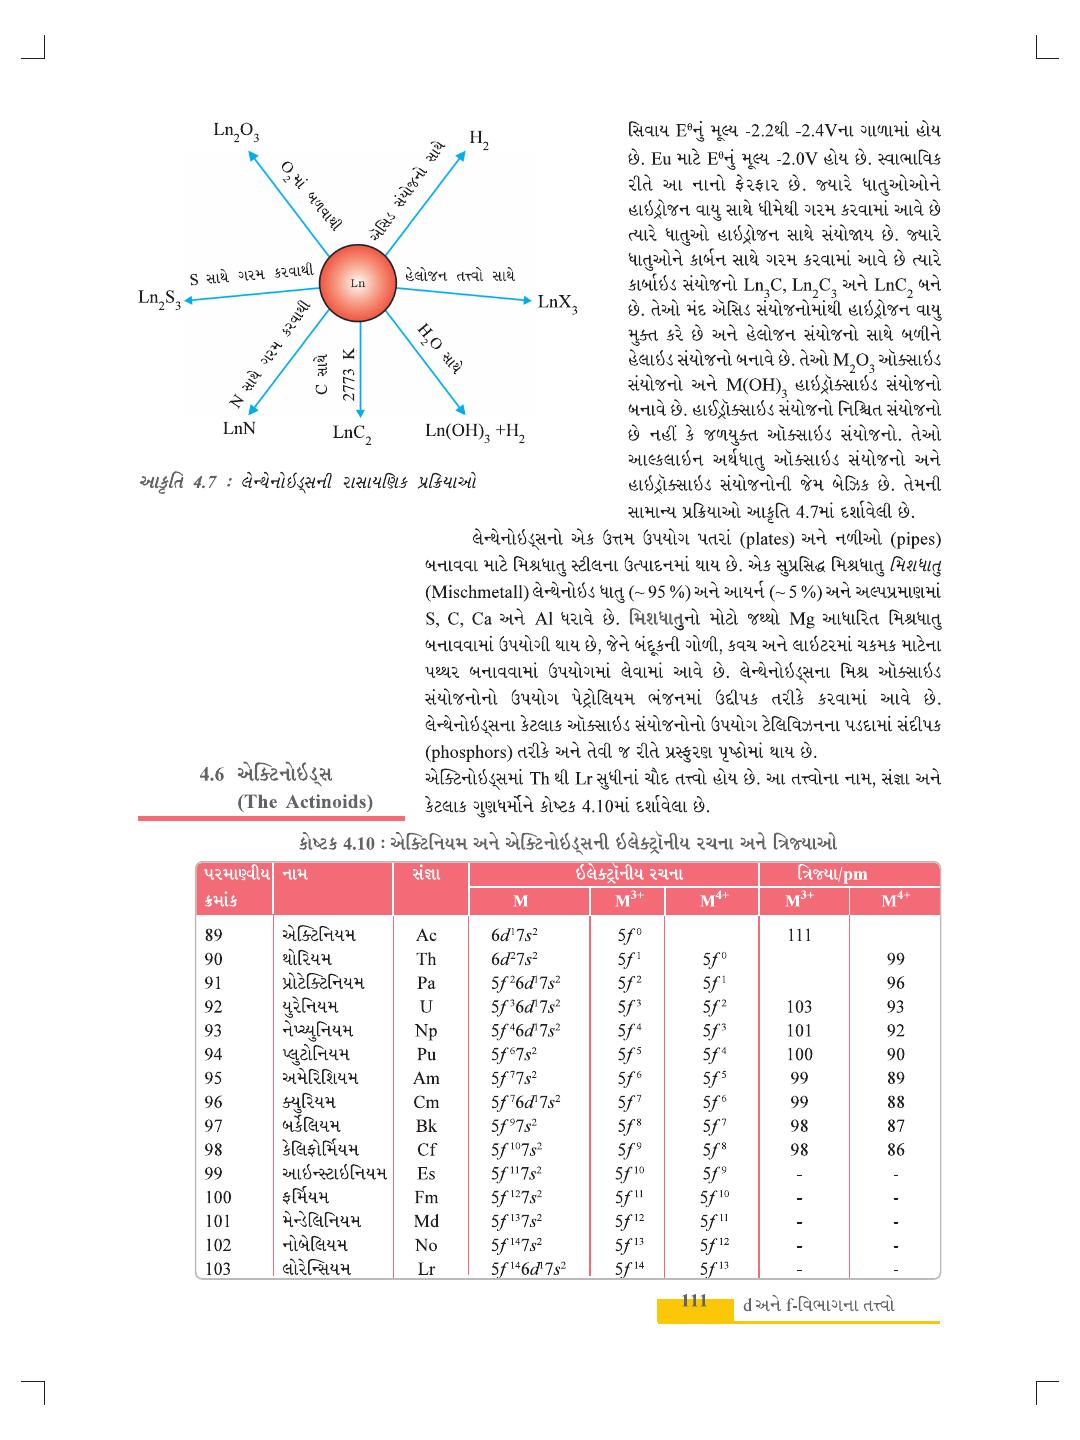 Ln₂O₃
H₂
O₂માં બળવાથી
ઍસિડ સંયોજનો સાથે
S સાથે ગરમ કરવાથી
Ln
હેલોજન તત્ત્વો સાથે
Ln₂S₃
LnX₃
N સાથે ગરમ કરવાથી
C સાથે
2773 K
H₂O સાથે
LnN
LnC₂
Ln(OH)₃ +H₂
આકૃતિ 4.7 : લેન્થેનોઇડ્સની રાસાયણિક પ્રક્રિયાઓ
સિવાય Eᶿનું મૂલ્ય -2.2થી -2.4Vના ગાળામાં હોય
છે. Eu માટે Eᶿનું મૂલ્ય -2.0V હોય છે. સ્વાભાવિક
રીતે આ નાનો ફેરફાર છે. જ્યારે ધાતુઓઓને
હાઇડ્રોજન વાયુ સાથે ધીમેથી ગરમ કરવામાં આવે છે
ત્યારે ધાતુઓ હાઇડ્રોજન સાથે સંયોજાય છે. જ્યારે
ધાતુઓને કાર્બન સાથે ગરમ કરવામાં આવે છે ત્યારે
કાર્બાઇડ સંયોજનો Ln₃C, Ln₂C₃ અને LnC₂ બને
છે. તેઓ મંદ ઍસિડ સંયોજનોમાંથી હાઇડ્રોજન વાયુ
મુક્ત કરે છે અને હેલોજન સંયોજનો સાથે બળીને
હેલાઇડ સંયોજનો બનાવે છે. તેઓ M₂O₃ ઑક્સાઇડ
સંયોજનો અને M(OH)₃ હાઇડ્રૉક્સાઇડ સંયોજનો
બનાવે છે. હાઈડ્રૉક્સાઇડ સંયોજનો નિશ્ચિત સંયોજનો
છે નહીં કે જળયુક્ત ઑક્સાઇડ સંયોજનો. તેઓ
આલ્કલાઇન અર્થધાતુ ઑક્સાઇડ સંયોજનો અને
હાઇડ્રૉક્સાઇડ સંયોજનોની જેમ બેઝિક છે. તેમની
સામાન્ય પ્રક્રિયાઓ આકૃતિ 4.7માં દર્શાવેલી છે.
લેન્થેનોઇડ્સનો એક ઉત્તમ ઉપયોગ પતરાં (plates) અને નળીઓ (pipes)
બનાવવા માટે મિશ્રધાતુ સ્ટીલના ઉત્પાદનમાં થાય છે. એક સુપ્રસિદ્ધ મિશ્રધાતુ મિશધાતુ
(Mischmetall) લેન્થેનોઇડ ધાતુ (~ 95 %) અને આયર્ન (~ 5 %) અને અલ્પપ્રમાણમાં
S, C, Ca અને Al ધરાવે છે. મિશધાતુનો મોટો જથ્થો Mg આધારિત મિશ્રધાતુ
બનાવવામાં ઉપયોગી થાય છે, જેને બંદૂકની ગોળી, કવચ અને લાઇટરમાં ચકમક માટેના
પથ્થર બનાવવામાં ઉપયોગમાં લેવામાં આવે છે. લેન્થેનોઇડ્સના મિશ્ર ઑક્સાઇડ
સંયોજનોનો ઉપયોગ પેટ્રોલિયમ ભંજનમાં ઉદ્દીપક તરીકે કરવામાં આવે છે.
લેન્થેનોઇડ્સના કેટલાક ઑક્સાઇડ સંયોજનોનો ઉપયોગ ટેલિવિઝનના પડદામાં સંદીપક
(phosphors) તરીકે અને તેવી જ રીતે પ્રસ્ફુરણ પૃષ્ઠોમાં થાય છે.
4.6 એક્ટિનોઇડ્સ
(The Actinoids)
એક્ટિનોઇડ્સમાં Th થી Lr સુધીનાં ચૌદ તત્ત્વો હોય છે. આ તત્ત્વોના નામ, સંજ્ઞા અને
કેટલાક ગુણધર્મોને કોષ્ટક 4.10માં દર્શાવેલા છે.
કોષ્ટક 4.10 : એક્ટિનિયમ અને એક્ટિનોઇડ્સની ઇલેક્ટ્રૉનીય રચના અને ત્રિજ્યાઓ
પરમાણ્વીય નામ સંજ્ઞા ઇલેક્ટ્રૉનીય રચના ત્રિજ્યા/pm
ક્રમાંક M M³⁺ M⁴⁺ M³⁺ M⁴⁺
89 એક્ટિનિયમ Ac 6d¹7s² 5f⁰ 111
90 થોરિયમ Th 6d²7s² 5f¹ 5f⁰ 99
91 પ્રોટેક્ટિનિયમ Pa 5f²6d¹7s² 5f² 5f¹ 96
92 યુરેનિયમ U 5f³6d¹7s² 5f³ 5f² 103 93
93 નેપ્ચ્યુનિયમ Np 5f⁴6d¹7s² 5f⁴ 5f³ 101 92
94 પ્લુટોનિયમ Pu 5f⁶7s² 5f⁵ 5f⁴ 100 90
95 અમેરિશિયમ Am 5f⁷7s² 5f⁶ 5f⁵ 99 89
96 ક્યુરિયમ Cm 5f⁷6d¹7s² 5f⁷ 5f⁶ 99 88
97 બર્કેલિયમ Bk 5f⁹7s² 5f⁸ 5f⁷ 98 87
98 કેલિફોર્મિયમ Cf 5f¹⁰7s² 5f⁹ 5f⁸ 98 86
99 આઇન્સ્ટાઇનિયમ Es 5f¹¹7s² 5f¹⁰ 5f⁹ - -
100 ફર્મિયમ Fm 5f¹²7s² 5f¹¹ 5f¹⁰ - -
101 મેન્ડેલિનિયમ Md 5f¹³7s² 5f¹² 5f¹¹ - -
102 નોબેલિયમ No 5f¹⁴7s² 5f¹³ 5f¹² - -
103 લોરેન્સિયમ Lr 5f¹⁴6d¹7s² 5f¹⁴ 5f¹³ - -
111 d અને f-વિભાગના તત્ત્વો